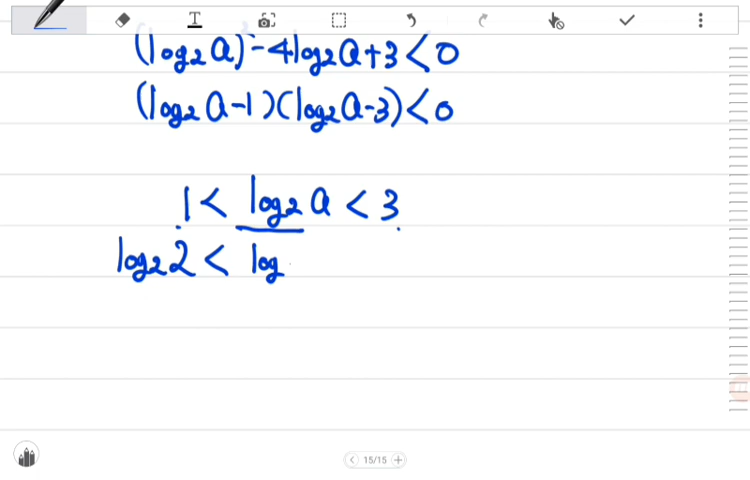 (log₂a)² - 4log₂a + 3 < 0
(log₂a - 1)(log₂a - 3) < 0
1 < log₂a < 3
log₂2 < log
15/15